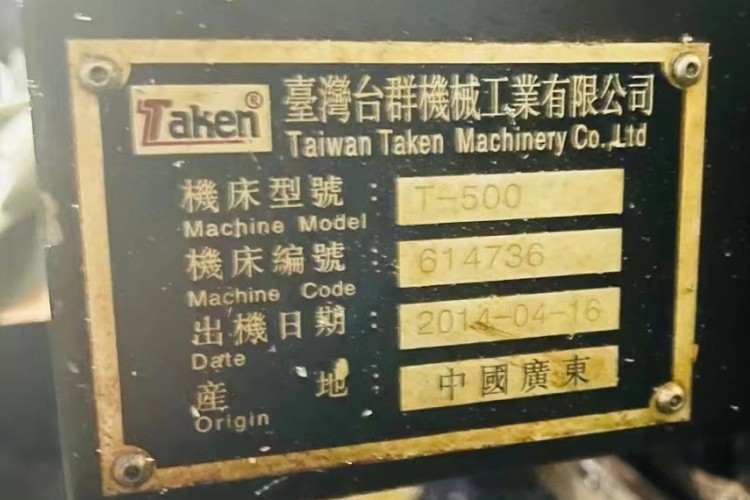 Taken® 臺灣台群機械工業有限公司
Taiwan Taken Machinery Co.,Ltd
機床型號： T-500
Machine Model
機床編號： 614736
Machine Code
出機日期： 2014-04-16
Date
産地： 中國廣東
Origin